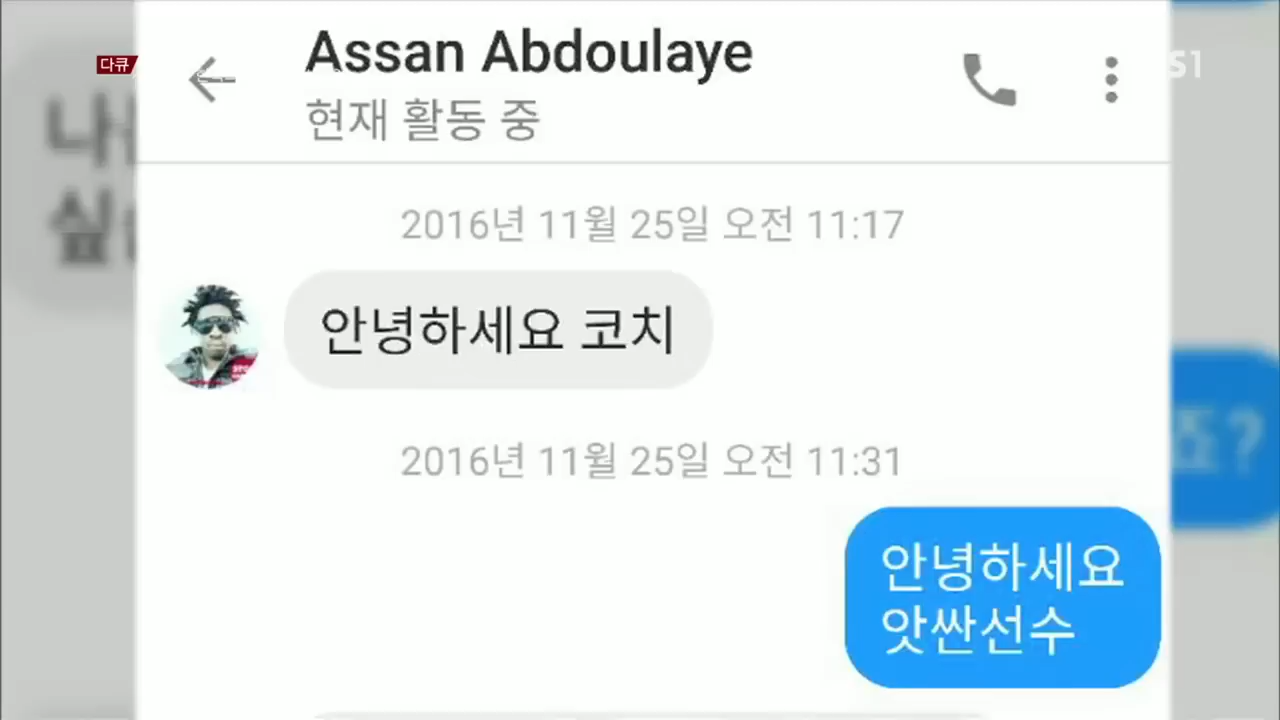 다큐
Assan Abdoulaye
S1
현재 활동 중
2016년 11월 25일 오전 11:17
안녕하세요 코치
2016년 11월 25일 오전 11:31
안녕하세요
앗싼선수